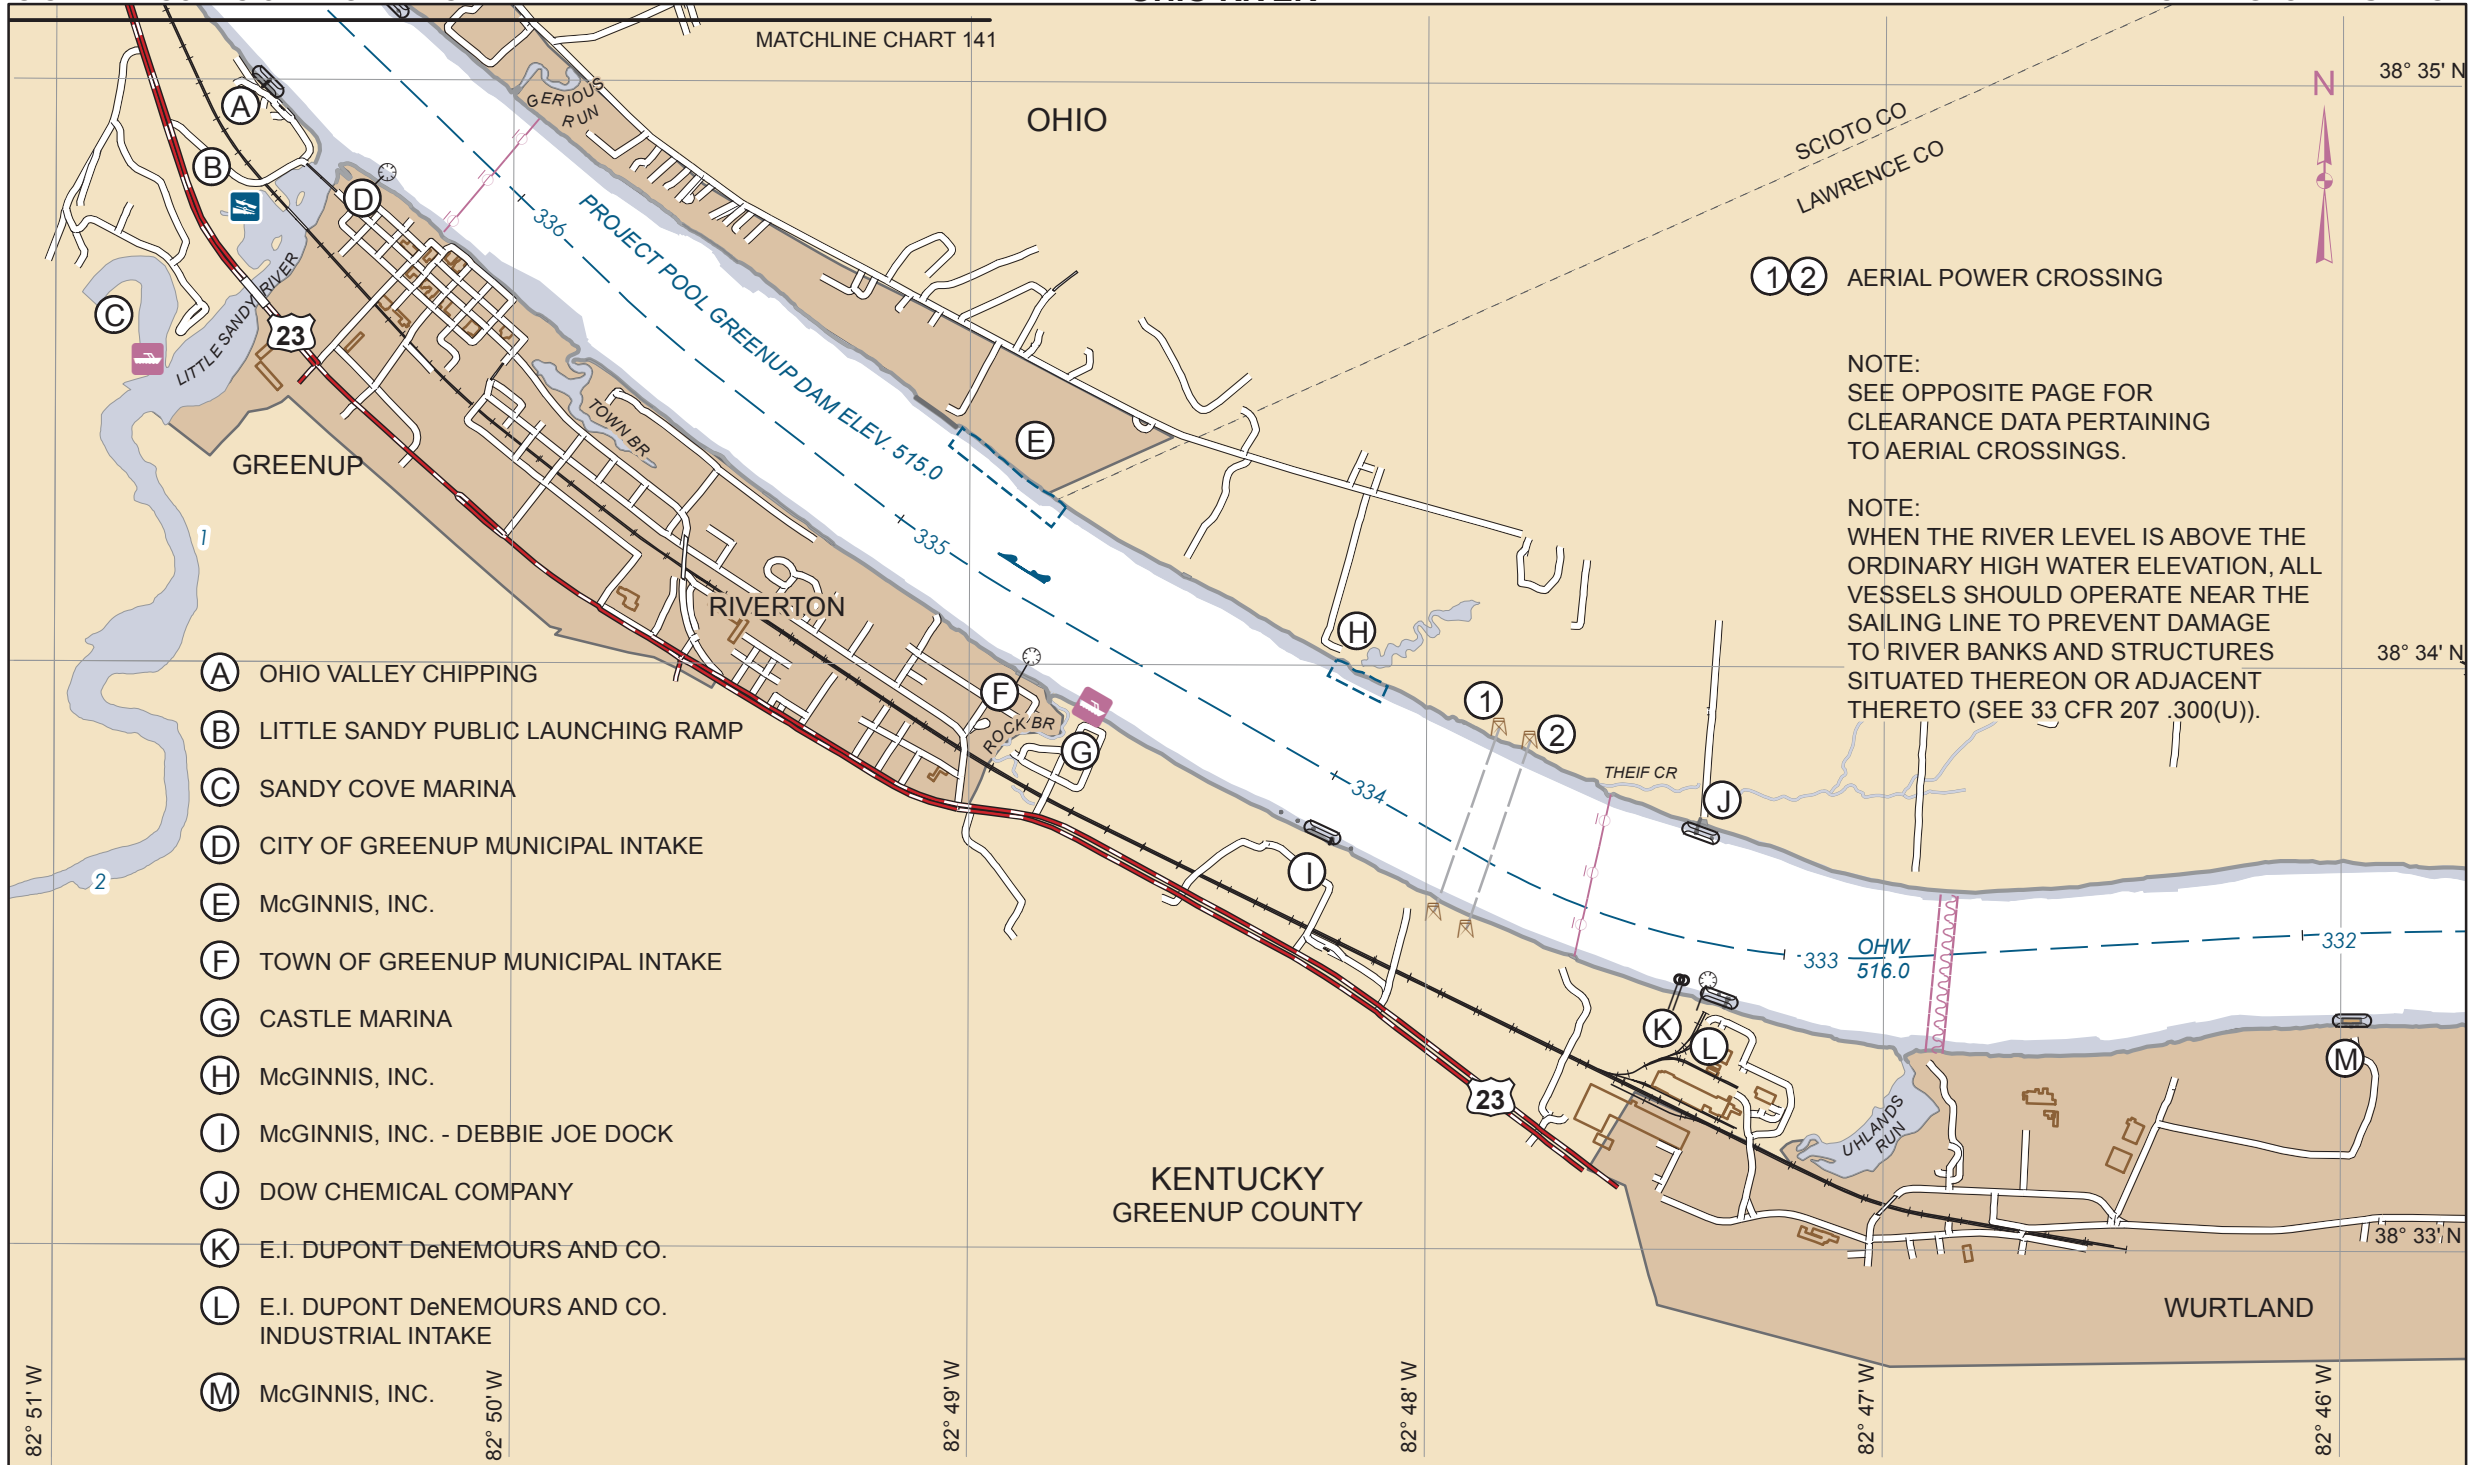 MATCHLINE CHART 141
38° 35' N
N
OHIO
GERIOUS
RUN
SCIOTO CO
LAWRENCE CO
A
B
D
C
336
PROJECT POOL GREENUP DAM ELEV. 515.0
LITTLE SANDY RIVER
23
1 2 AERIAL POWER CROSSING
NOTE:
SEE OPPOSITE PAGE FOR
CLEARANCE DATA PERTAINING
TO AERIAL CROSSINGS.
NOTE:
WHEN THE RIVER LEVEL IS ABOVE THE
ORDINARY HIGH WATER ELEVATION, ALL
VESSELS SHOULD OPERATE NEAR THE
SAILING LINE TO PREVENT DAMAGE
TO RIVER BANKS AND STRUCTURES
SITUATED THEREON OR ADJACENT
THERETO (SEE 33 CFR 207 .300(U)).
TOWN BR
E
GREENUP
1
335
RIVERTON
H
38° 34' N
F
ROCK BR
G
1
2
THEIF CR
J
334
I
2
333
OHW
516.0
332
K
L
M
23
UHLANDS
RUN
A OHIO VALLEY CHIPPING
B LITTLE SANDY PUBLIC LAUNCHING RAMP
C SANDY COVE MARINA
D CITY OF GREENUP MUNICIPAL INTAKE
E McGINNIS, INC.
F TOWN OF GREENUP MUNICIPAL INTAKE
G CASTLE MARINA
H McGINNIS, INC.
I McGINNIS, INC. - DEBBIE JOE DOCK
J DOW CHEMICAL COMPANY
K E.I. DUPONT DeNEMOURS AND CO.
L E.I. DUPONT DeNEMOURS AND CO.
INDUSTRIAL INTAKE
M McGINNIS, INC.
KENTUCKY
GREENUP COUNTY
38° 33' N
WURTLAND
82° 51' W
82° 50' W
82° 49' W
82° 48' W
82° 47' W
82° 46' W